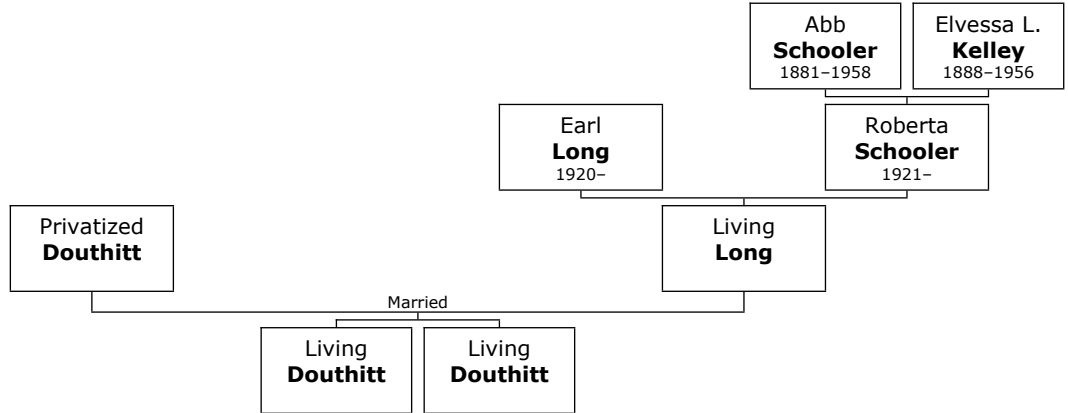 Abb
Schooler
1881–1958
Elvessa L.
Kelley
1888–1956
Earl
Long
1920–
Roberta
Schooler
1921–
Privatized
Douthitt
Living
Long
Married
Living
Douthitt
Living
Douthitt